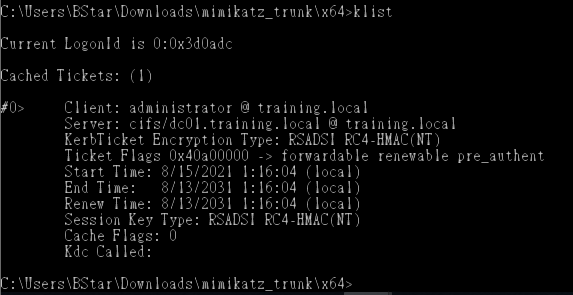 C:\Users\BStar\Downloads\mimikatz_trunk\x64>klist
Current LogonId is 0:0x3d0adc
Cached Tickets: (1)
#0>     Client: administrator @ training.local
        Server: cifs/dc01.training.local @ training.local
        KerbTicket Encryption Type: RSADSI RC4-HMAC(NT)
        Ticket Flags 0x40a00000 -> forwardable renewable pre_authent
        Start Time: 8/15/2021 1:16:04 (local)
        End Time:   8/13/2031 1:16:04 (local)
        Renew Time: 8/13/2031 1:16:04 (local)
        Session Key Type: RSADSI RC4-HMAC(NT)
        Cache Flags: 0
        Kdc Called:
C:\Users\BStar\Downloads\mimikatz_trunk\x64>